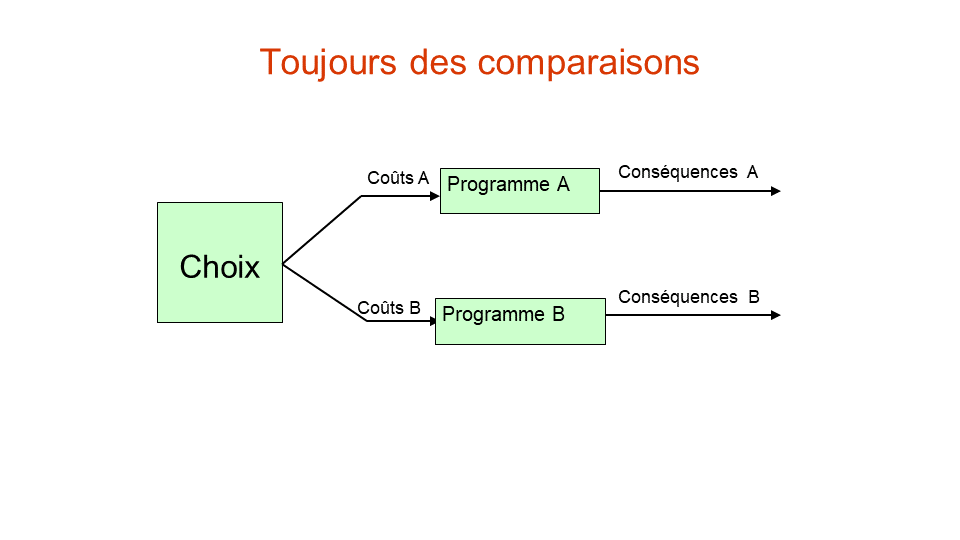 Toujours des comparaisons
Coûts A
Programme A
Conséquences A
Choix
Coûts B
Programme B
Conséquences B